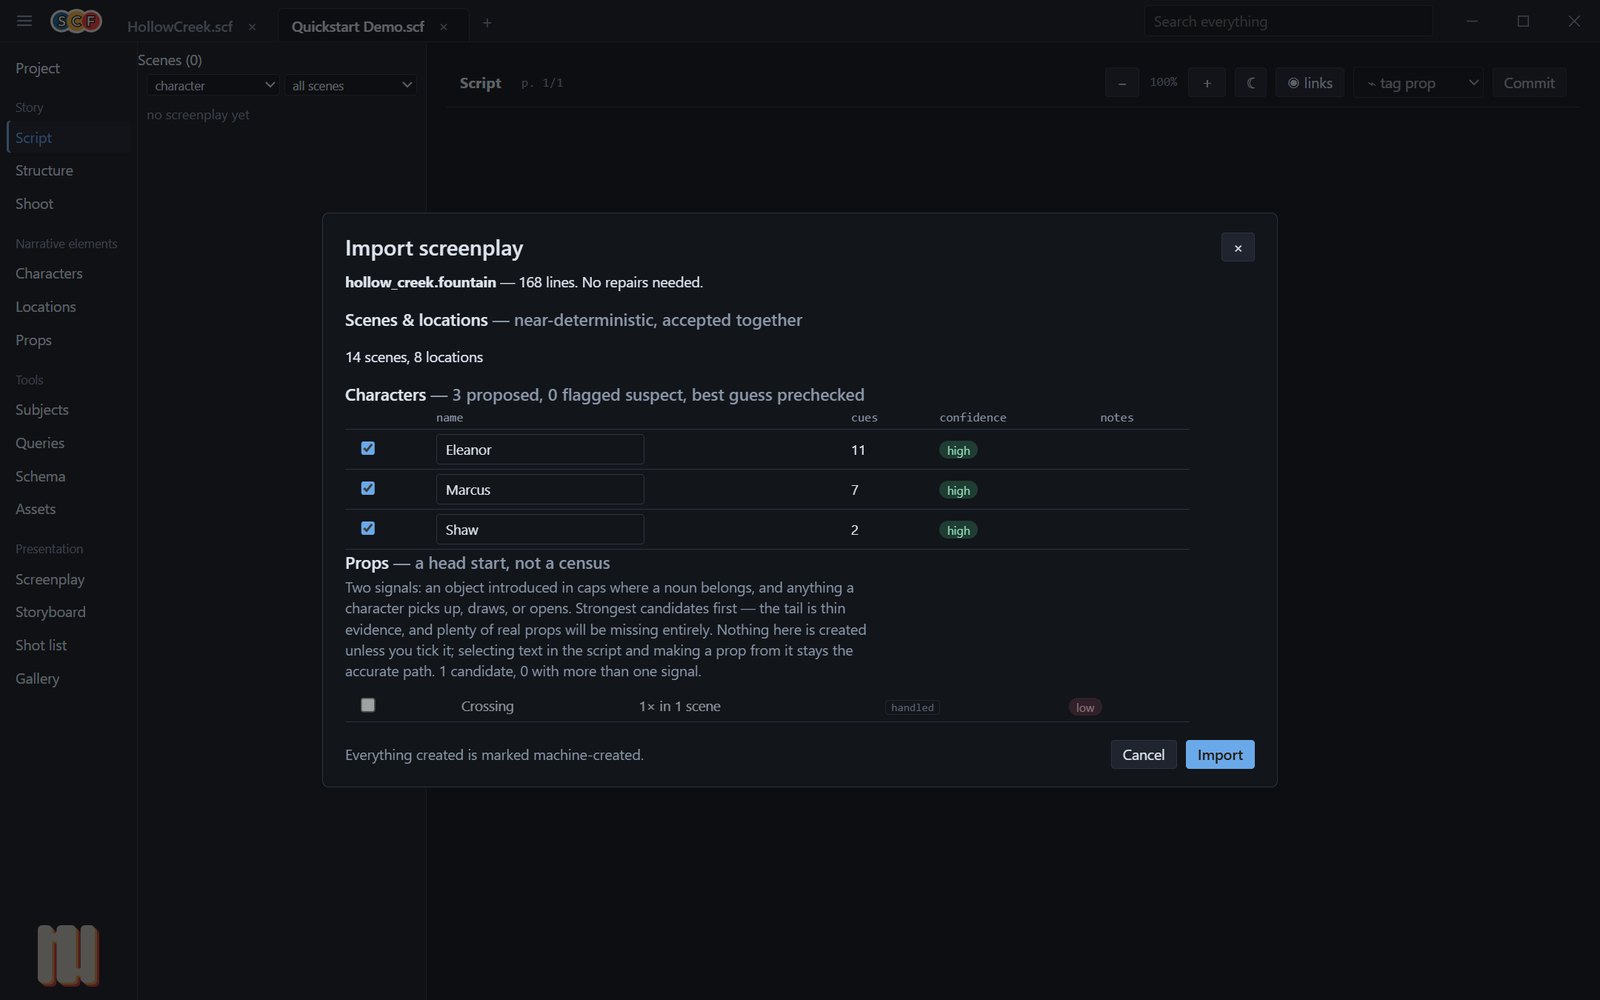 SCF
HollowCreek.scf ×
Quickstart Demo.scf ×
+
Search everything
Project
Story
Script
Structure
Shoot
Narrative elements
Characters
Locations
Props
Tools
Subjects
Queries
Schema
Assets
Presentation
Screenplay
Storyboard
Shot list
Gallery
Scenes (0)
character
all scenes
no screenplay yet
Script p. 1/1
– 100% + ☾ ◉ links ~ tag prop Commit
Import screenplay
×
hollow_creek.fountain — 168 lines. No repairs needed.
Scenes & locations — near-deterministic, accepted together
14 scenes, 8 locations
Characters — 3 proposed, 0 flagged suspect, best guess prechecked
name cues confidence notes
Eleanor 11 high
Marcus 7 high
Shaw 2 high
Props — a head start, not a census
Two signals: an object introduced in caps where a noun belongs, and anything a
character picks up, draws, or opens. Strongest candidates first — the tail is thin
evidence, and plenty of real props will be missing entirely. Nothing here is created
unless you tick it; selecting text in the script and making a prop from it stays the
accurate path. 1 candidate, 0 with more than one signal.
Crossing 1× in 1 scene handled low
Everything created is marked machine-created.
Cancel
Import